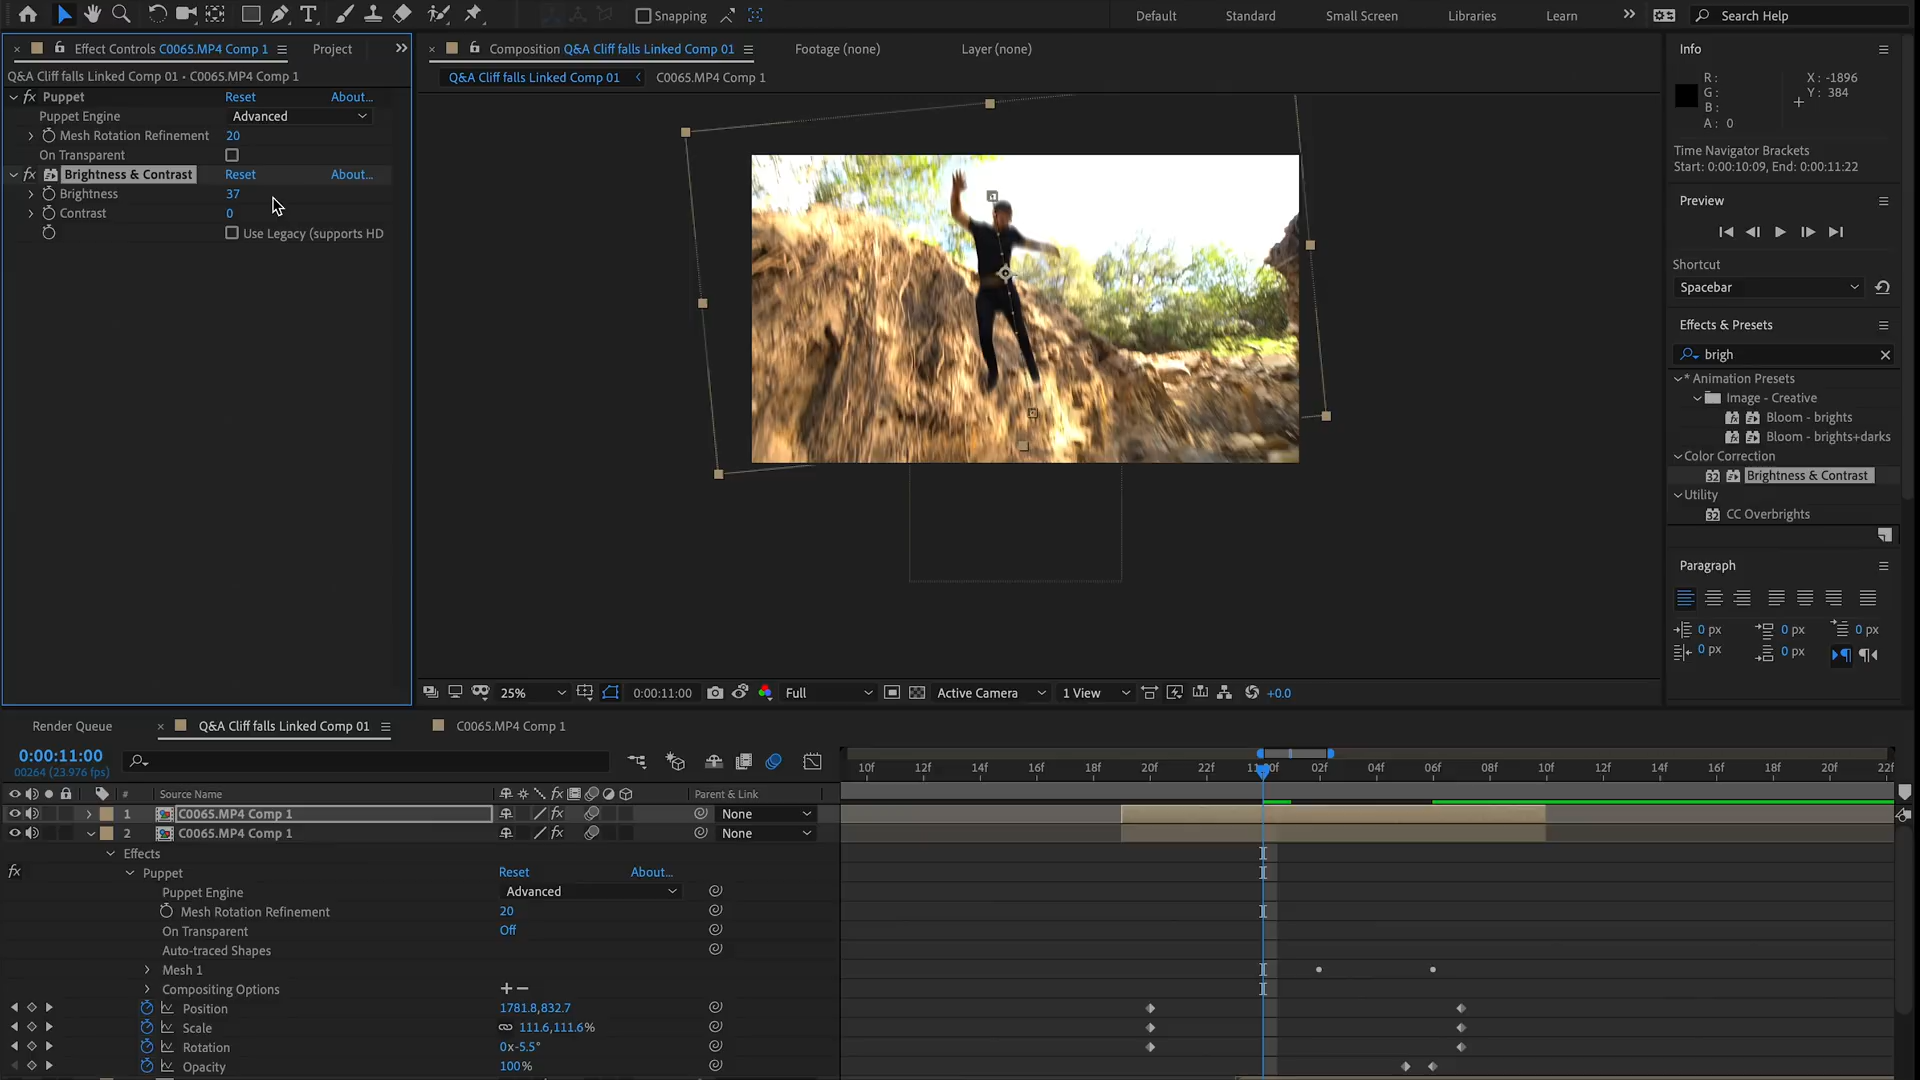 Snapping
Default
Standard
Small Screen
Libraries
Learn
Search Help
Effect Controls C0065.MP4 Comp 1
Project
Q&A Cliff falls Linked Comp 01 • C0065.MP4 Comp 1
fx Puppet Reset About...
Puppet Engine Advanced
Mesh Rotation Refinement 20
On Transparent
fx Brightness & Contrast Reset About...
Brightness 37
Contrast 0
Use Legacy (supports HD
Composition Q&A Cliff falls Linked Comp 01
Footage (none)
Layer (none)
Q&A Cliff falls Linked Comp 01
C0065.MP4 Comp 1
25%
0:00:11:00
Full
Active Camera
1 View
+0.0
Info
R :
G :
B :
A : 0
X : -1896
Y : 384
Time Navigator Brackets
Start: 0:00:10:09, End: 0:00:11:22
Preview
Shortcut
Spacebar
Effects & Presets
brigh
* Animation Presets
Image - Creative
Bloom - brights
Bloom - brights+darks
Color Correction
32 Brightness & Contrast
Utility
32 CC Overbrights
Paragraph
0 px 0 px 0 px
0 px 0 px
Render Queue
Q&A Cliff falls Linked Comp 01
C0065.MP4 Comp 1
0:00:11:00
00264 (23.976 fps)
10f 12f 14f 16f 18f 20f 22f 11:00f 02f 04f 06f 08f 10f 12f 14f 16f 18f 20f 22f
# Source Name fx Parent & Link
1 C0065.MP4 Comp 1 fx None
2 C0065.MP4 Comp 1 fx None
Effects
fx Puppet Reset About...
Puppet Engine Advanced
Mesh Rotation Refinement 20
On Transparent Off
Auto-traced Shapes
Mesh 1
Compositing Options + −
Position 1781.8,832.7
Scale 111.6,111.6%
Rotation 0x-5.5°
Opacity 100%